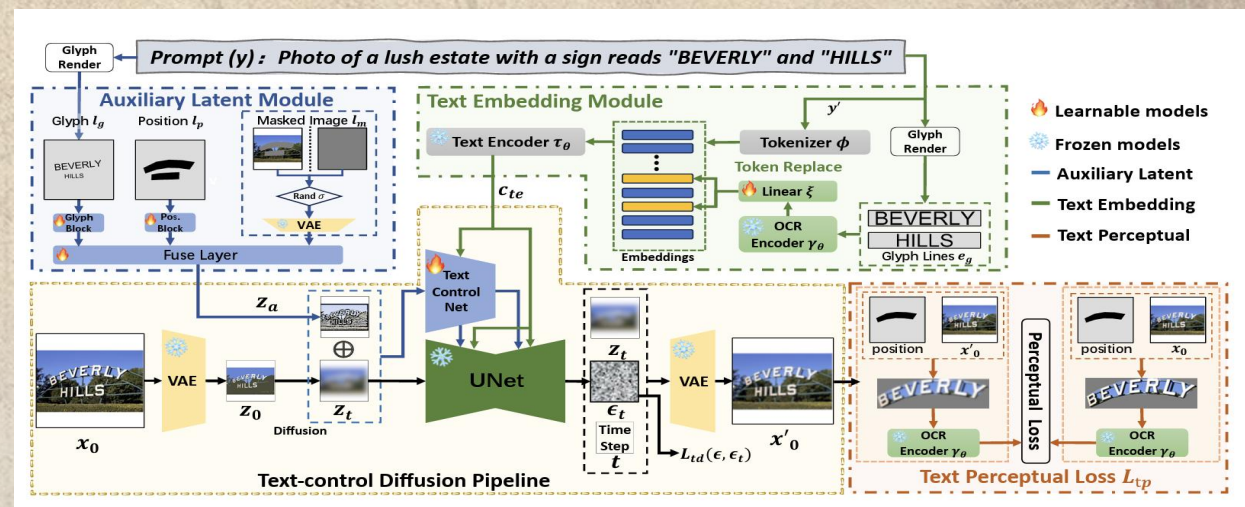 Glyph
Render
Prompt (y) : Photo of a lush estate with a sign reads "BEVERLY" and "HILLS"
Auxiliary Latent Module
Glyph l_g
Position l_p
Masked Image l_m
BEVERLY
HILLS
Rand σ
Glyph
Block
Pos.
Block
VAE
Fuse Layer
Text Embedding Module
y'
Text Encoder τ_θ
Tokenizer ϕ
Glyph
Render
Token Replace
Linear ξ
OCR
Encoder γ_θ
BEVERLY
HILLS
Glyph Lines e_g
Embeddings
c_te
Learnable models
Frozen models
Auxiliary Latent
Text Embedding
Text Perceptual
z_a
Text
Control
Net
BEVERLY
HILLS
x_0
VAE
z_0
z_t
Diffusion
UNet
z_t
ϵ_t
Time
Step
t
L_td(ϵ, ϵ_t)
VAE
BEVERLY
HILLS
x'_0
Text-control Diffusion Pipeline
position
x'_0
BEVERLY
OCR
Encoder γ_θ
Perceptual Loss
position
x_0
BEVERLY
OCR
Encoder γ_θ
Text Perceptual Loss L_tp